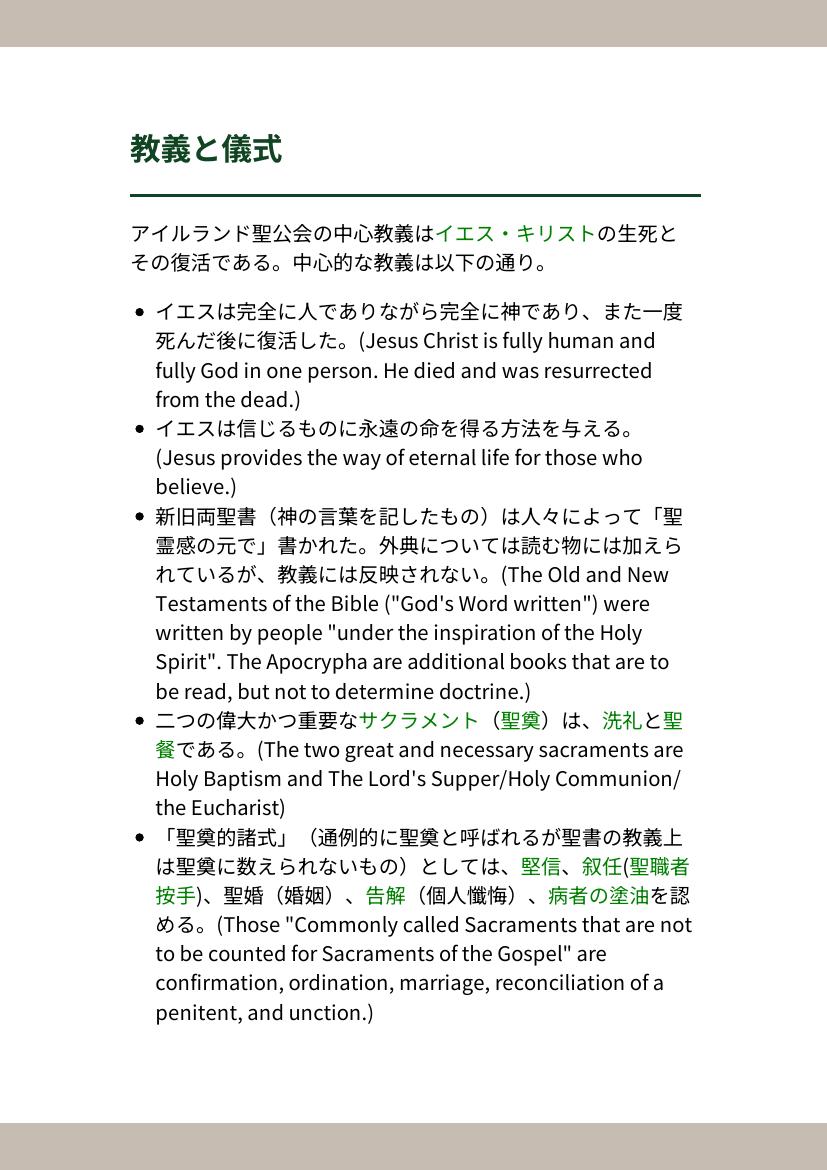 教義と儀式
アイルランド聖公会の中心教義はイエス・キリストの生死と
その復活である。中心的な教義は以下の通り。
• イエスは完全に人でありながら完全に神であり、また一度
死んだ後に復活した。(Jesus Christ is fully human and
fully God in one person. He died and was resurrected
from the dead.)
• イエスは信じるものに永遠の命を得る方法を与える。
(Jesus provides the way of eternal life for those who
believe.)
• 新旧両聖書（神の言葉を記したもの）は人々によって「聖
霊感の元で」書かれた。外典については読む物には加えら
れているが、教義には反映されない。(The Old and New
Testaments of the Bible ("God's Word written") were
written by people "under the inspiration of the Holy
Spirit". The Apocrypha are additional books that are to
be read, but not to determine doctrine.)
• 二つの偉大かつ重要なサクラメント（聖奠）は、洗礼と聖
餐である。(The two great and necessary sacraments are
Holy Baptism and The Lord's Supper/Holy Communion/
the Eucharist)
• 「聖奠的諸式」（通例的に聖奠と呼ばれるが聖書の教義上
は聖奠に数えられないもの）としては、堅信、叙任(聖職者
按手)、聖婚（婚姻）、告解（個人懺悔）、病者の塗油を認
める。(Those "Commonly called Sacraments that are not
to be counted for Sacraments of the Gospel" are
confirmation, ordination, marriage, reconciliation of a
penitent, and unction.)